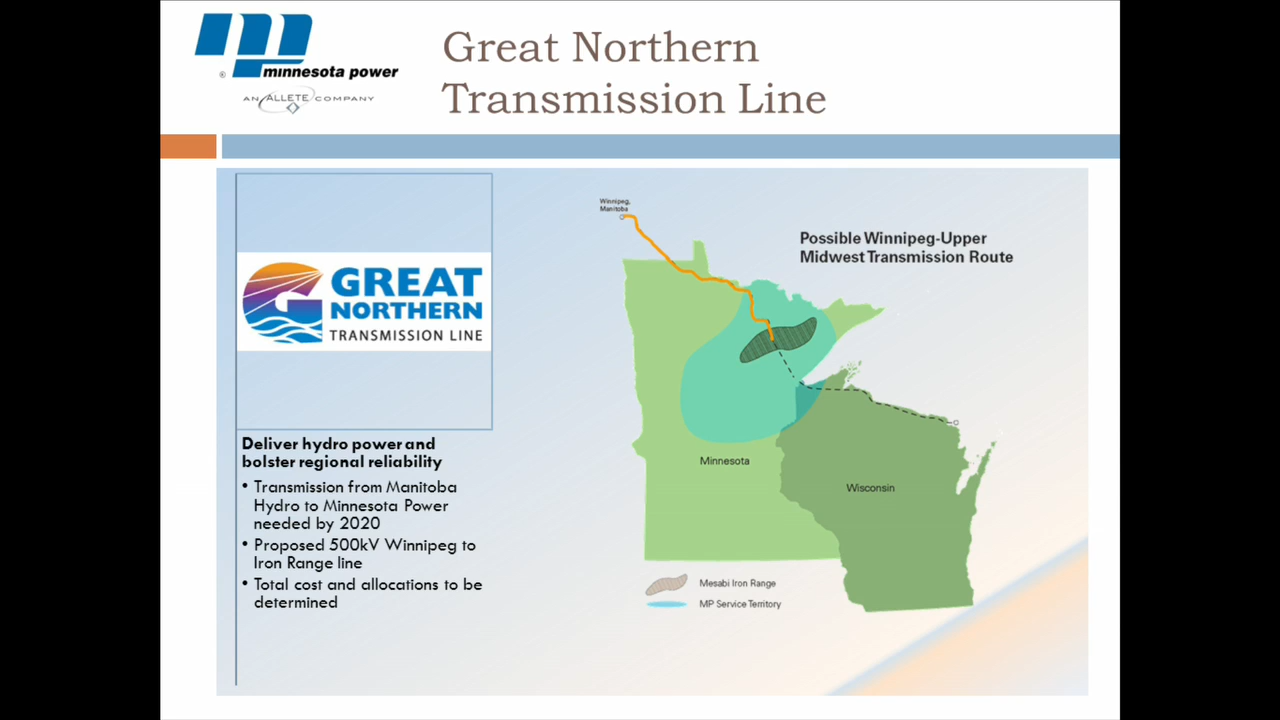 minnesota power
AN ALLETE COMPANY
Great Northern
Transmission Line
GREAT
NORTHERN
TRANSMISSION LINE
Deliver hydro power and
bolster regional reliability
• Transmission from Manitoba
Hydro to Minnesota Power
needed by 2020
• Proposed 500kV Winnipeg to
Iron Range line
• Total cost and allocations to be
determined
Winnipeg,
Manitoba
Possible Winnipeg-Upper
Midwest Transmission Route
Minnesota
Wisconsin
Mesabi Iron Range
MP Service Territory